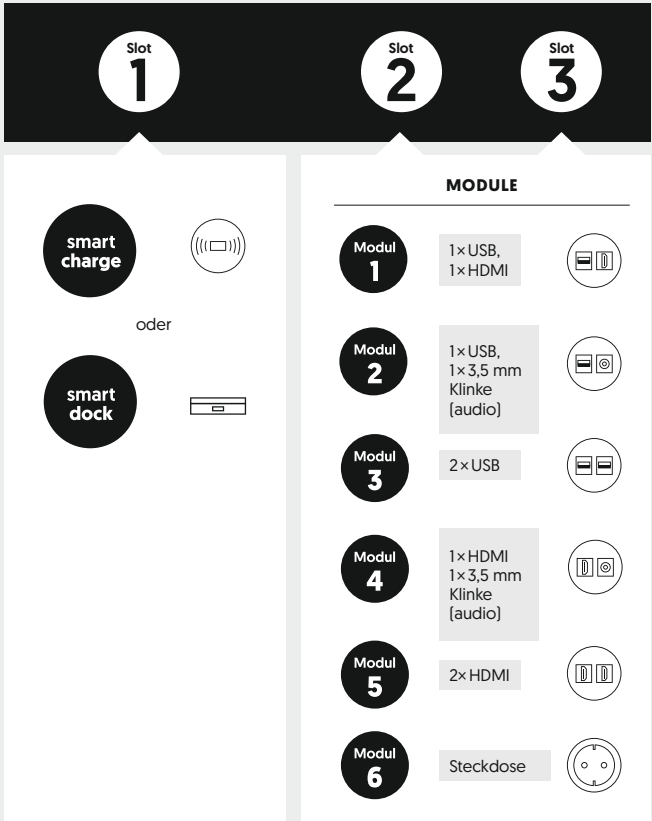 Slot
1
Slot
2
Slot
3
smart
charge
oder
smart
dock
MODULE
Modul
1
1×USB,
1×HDMI
Modul
2
1×USB,
1×3,5 mm
Klinke
(audio)
Modul
3
2×USB
Modul
4
1×HDMI
1×3,5 mm
Klinke
(audio)
Modul
5
2×HDMI
Modul
6
Steckdose